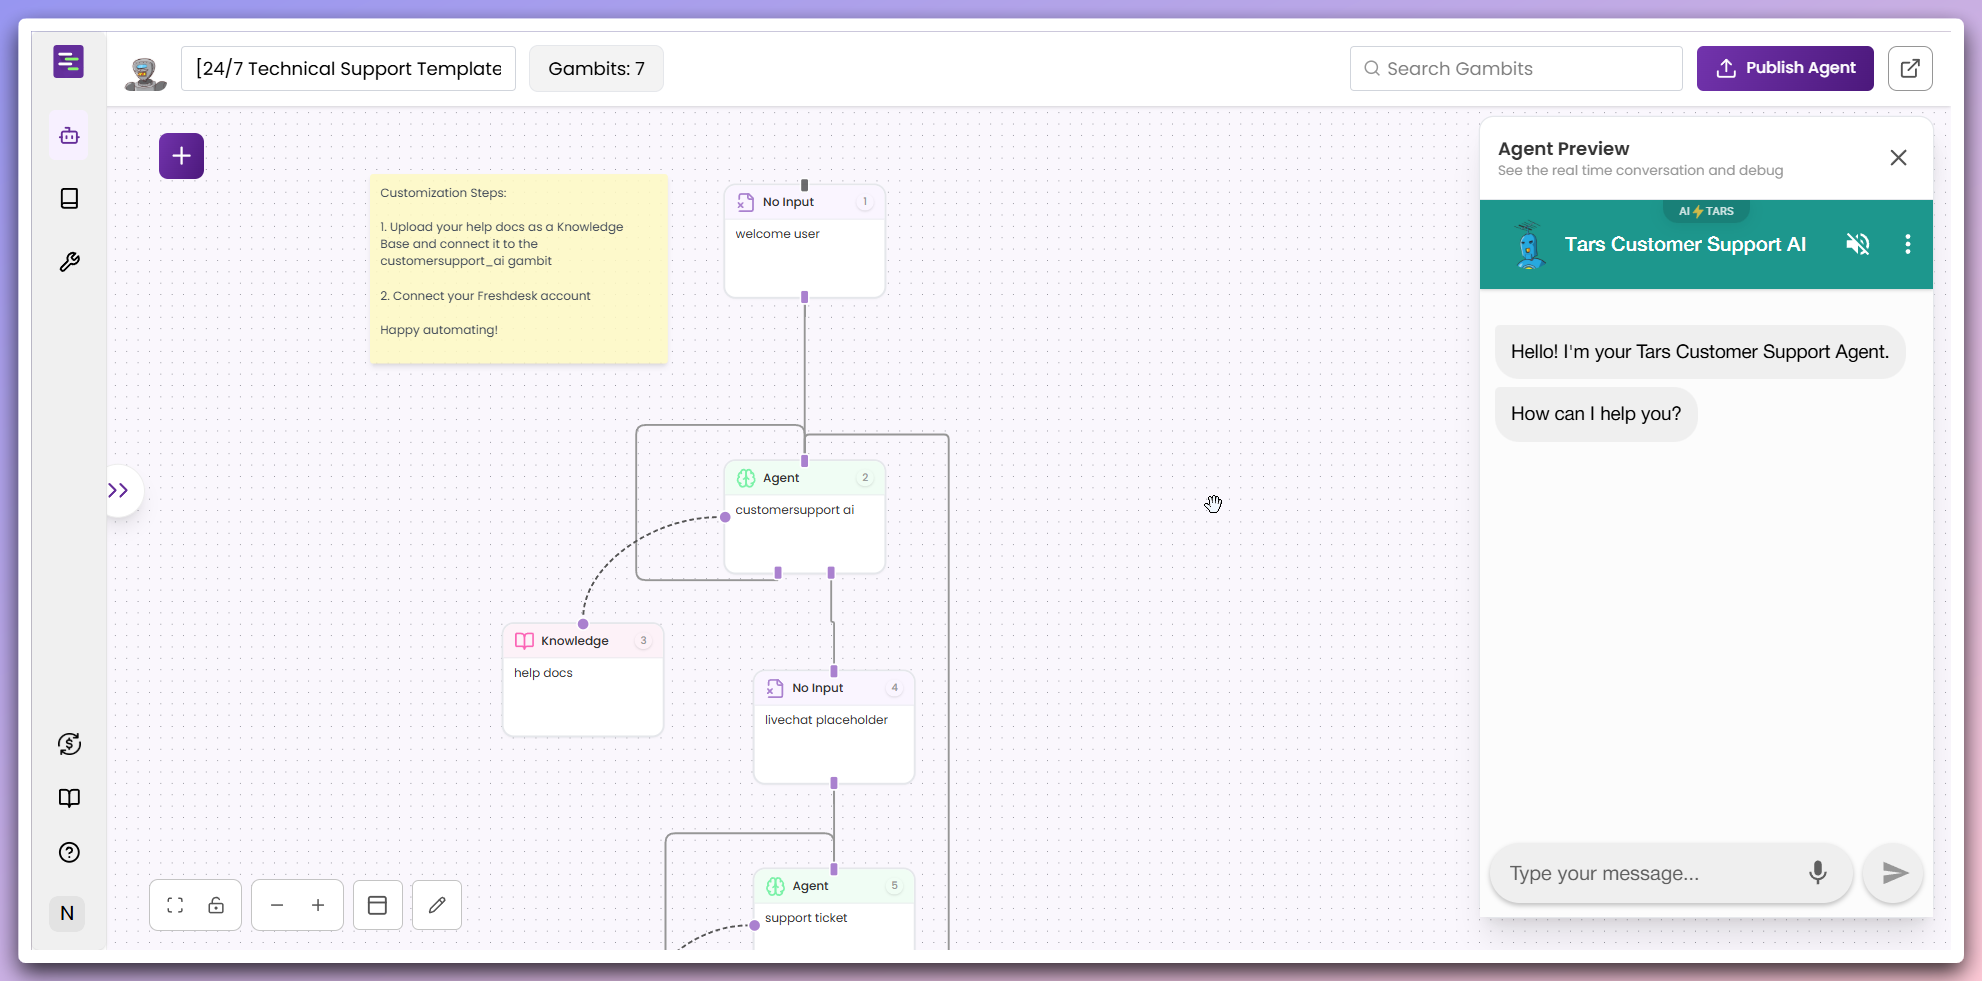 [24/7 Technical Support Template
Gambits: 7
Search Gambits
Publish Agent
Customization Steps:
1. Upload your help docs as a Knowledge
Base and connect it to the
customersupport_ai gambit
2. Connect your Freshdesk account
Happy automating!
No Input 1
welcome user
Agent 2
customersupport ai
Knowledge 3
help docs
No Input 4
livechat placeholder
Agent 5
support ticket
N
Agent Preview
See the real time conversation and debug
AI⚡TARS
Tars Customer Support AI
Hello! I'm your Tars Customer Support Agent.
How can I help you?
Type your message...